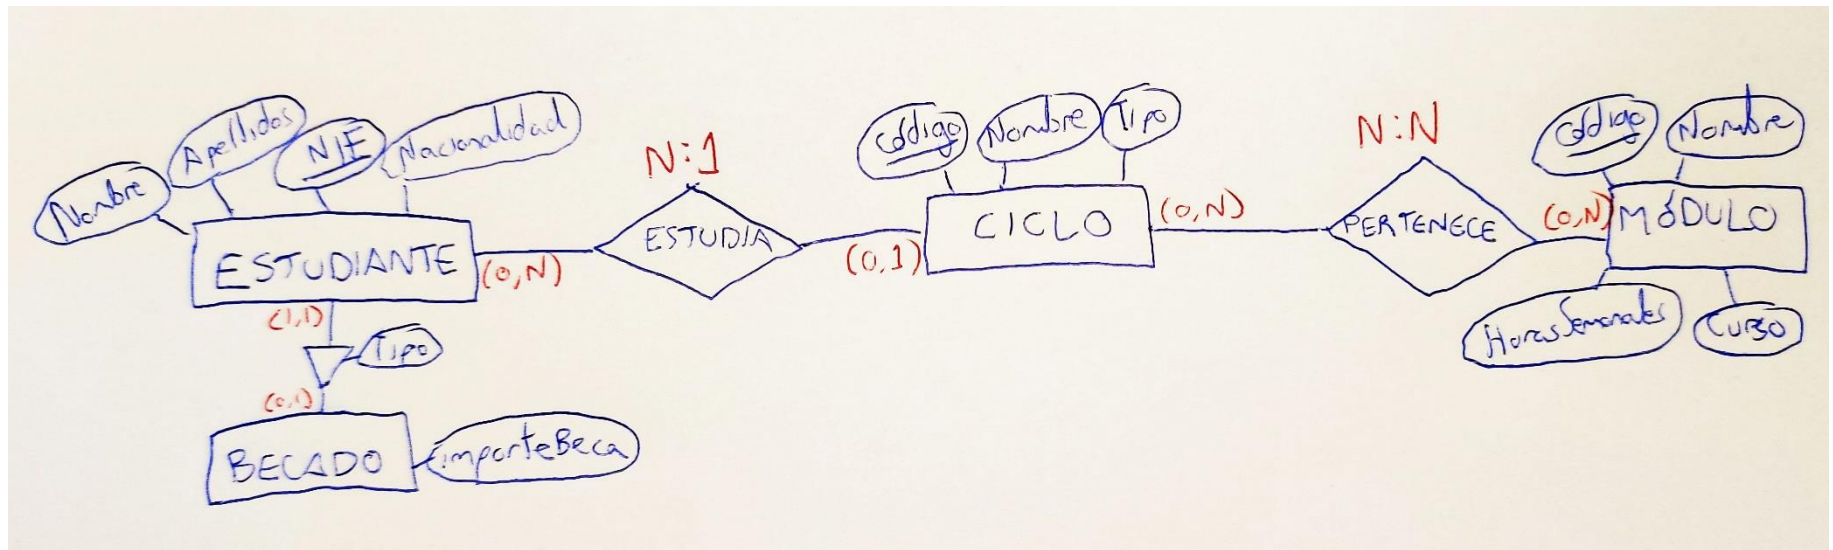 Nombre
Apellidos
NIE
Nacionalidad
ESTUDIANTE
(0,N)
N:1
ESTUDIA
(0,1)
Código
Nombre
Tipo
CICLO
(0,N)
N:N
PERTENECE
(0,N)
Código
Nombre
MÓDULO
HorasSemanales
Curso
(1,1)
Tipo
(0,1)
BECADO
importeBeca